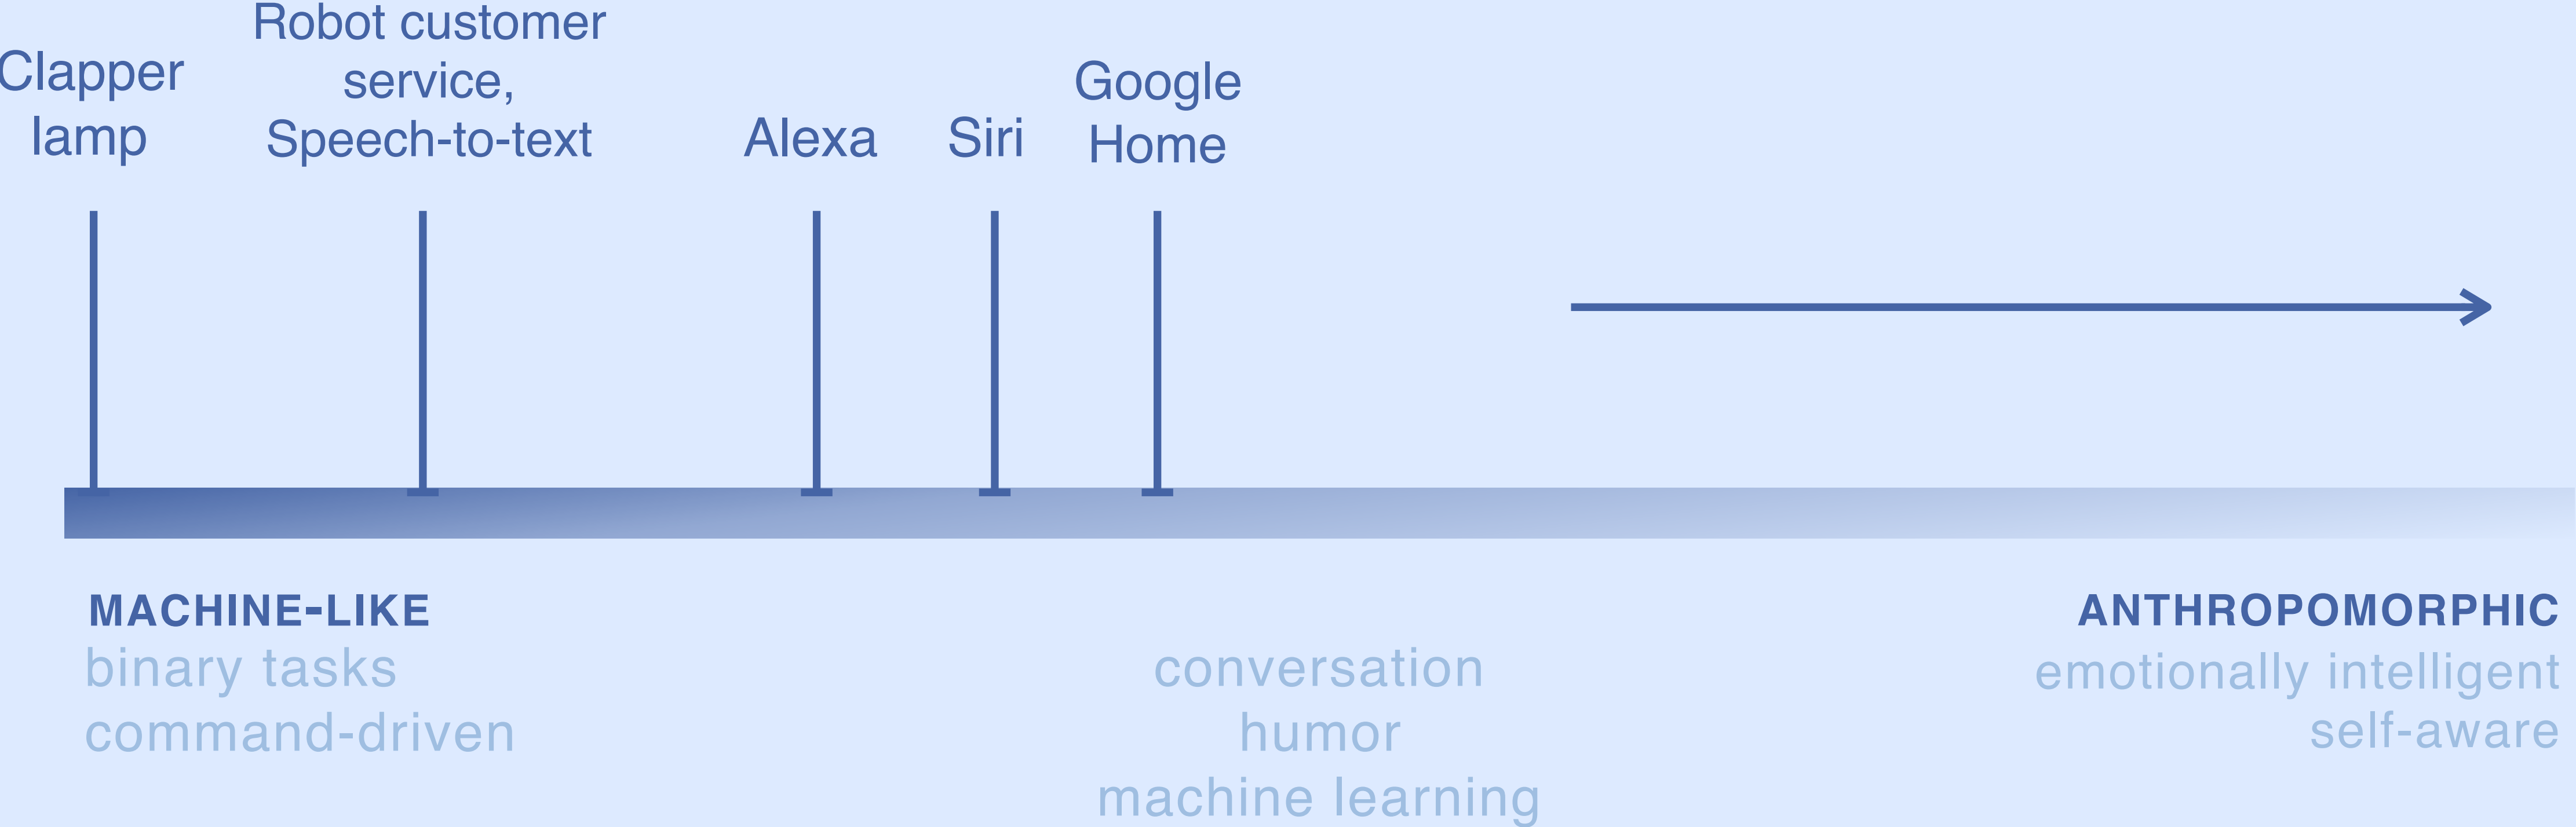 Clapper
lamp
Robot customer
service,
Speech-to-text
Alexa
Siri
Google
Home
MACHINE-LIKE
binary tasks
command-driven
conversation
humor
machine learning
ANTHROPOMORPHIC
emotionally intelligent
self-aware